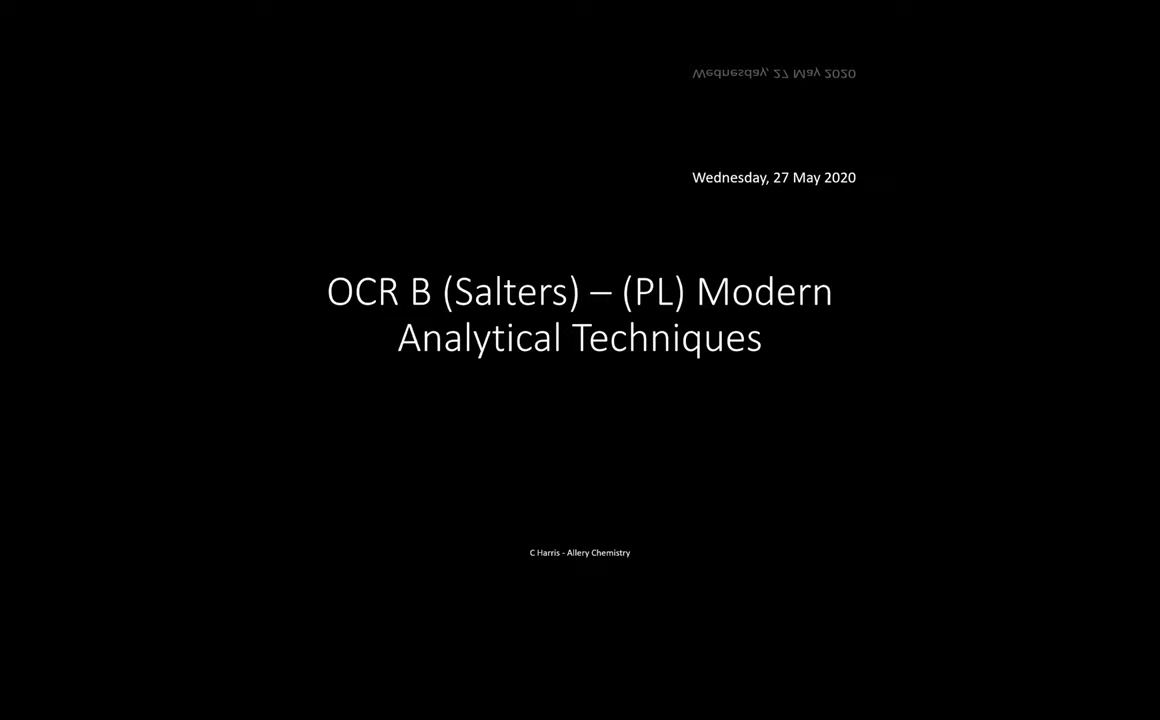 Wednesday, 27 May 2020
Wednesday, 27 May 2020
OCR B (Salters) – (PL) Modern
Analytical Techniques
C Harris - Allery Chemistry